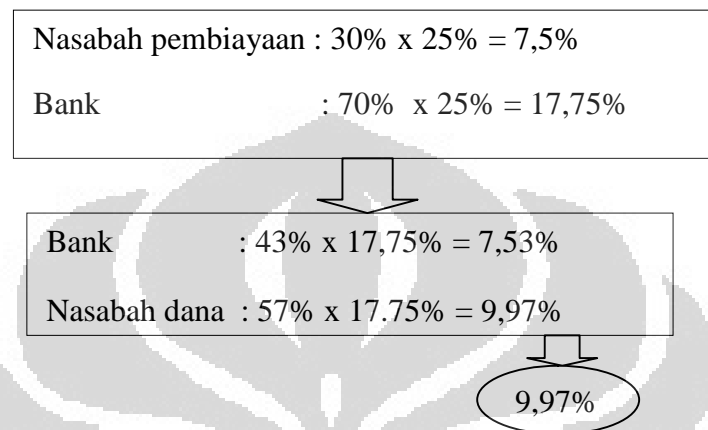 Nasabah pembiayaan : 30% x 25% = 7,5%
Bank : 70% x 25% = 17,75%
Bank : 43% x 17,75% = 7,53%
Nasabah dana : 57% x 17.75% = 9,97%
9,97%